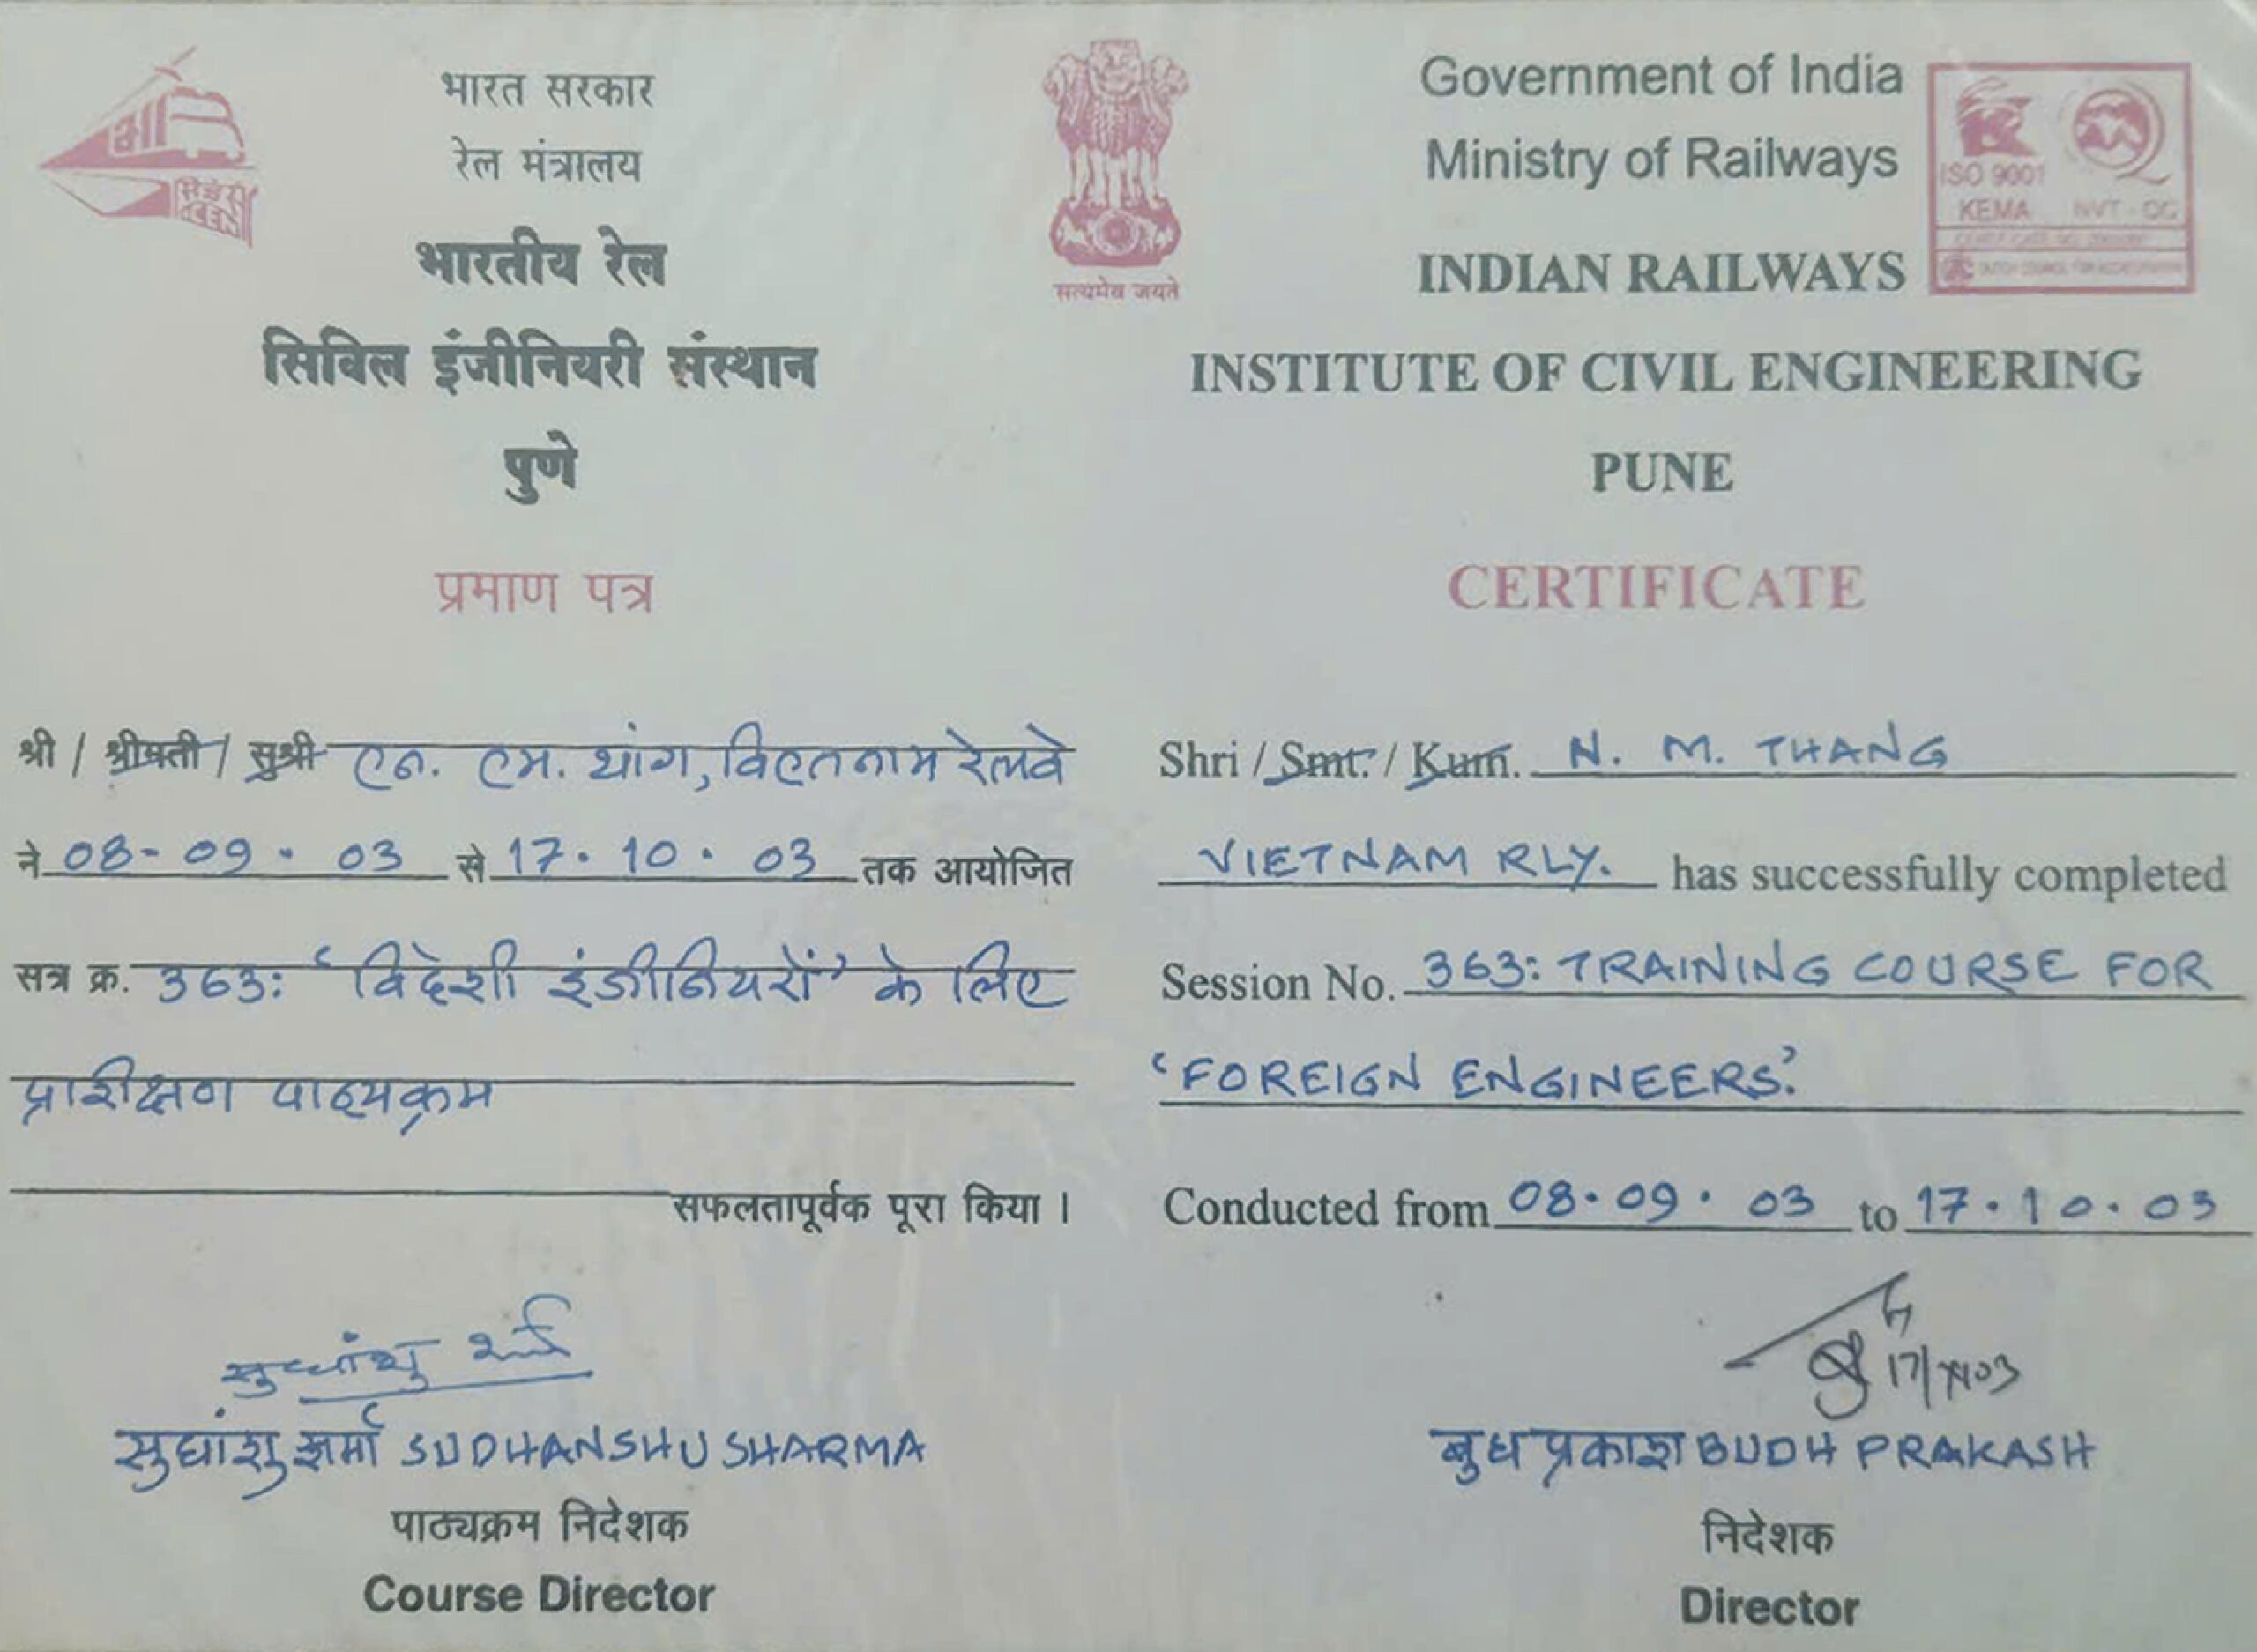 भारत सरकार
रेल मंत्रालय
भारतीय रेल
सिविल इंजीनियरी संस्थान
पुणे
प्रमाण पत्र
श्री / श्रीमती / सुश्री एन. एम. थांग, विएतनाम रेलवे
ने 08-09-03 से 17.10.03 तक आयोजित
सत्र क्र. 363: 'विदेशी इंजीनियरों' के लिए
प्रशिक्षण पाठ्यक्रम
सफलतापूर्वक पूरा किया ।
सुधांशु शर्मा
सुधांशु शर्मा SUDHANSHU SHARMA
पाठ्यक्रम निदेशक
Course Director
सत्यमेव जयते
Government of India
Ministry of Railways
INDIAN RAILWAYS
INSTITUTE OF CIVIL ENGINEERING
PUNE
CERTIFICATE
ISO 9001
KEMA
Shri / Smt. / Kum. N. M. THANG
VIETNAM RLY. has successfully completed
Session No. 363: TRAINING COURSE FOR
'FOREIGN ENGINEERS.'
Conducted from 08.09.03 to 17.10.03
बुध प्रकाश BUDH PRAKASH
निदेशक
Director